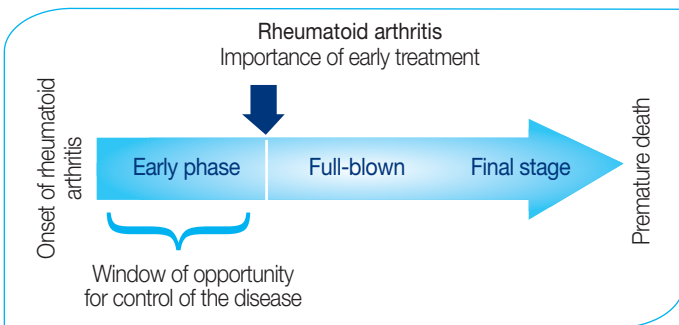 Rheumatoid arthritis
Importance of early treatment
Onset of rheumatoid
arthritis
Early phase
Full-blown
Final stage
Premature death
Window of opportunity
for control of the disease